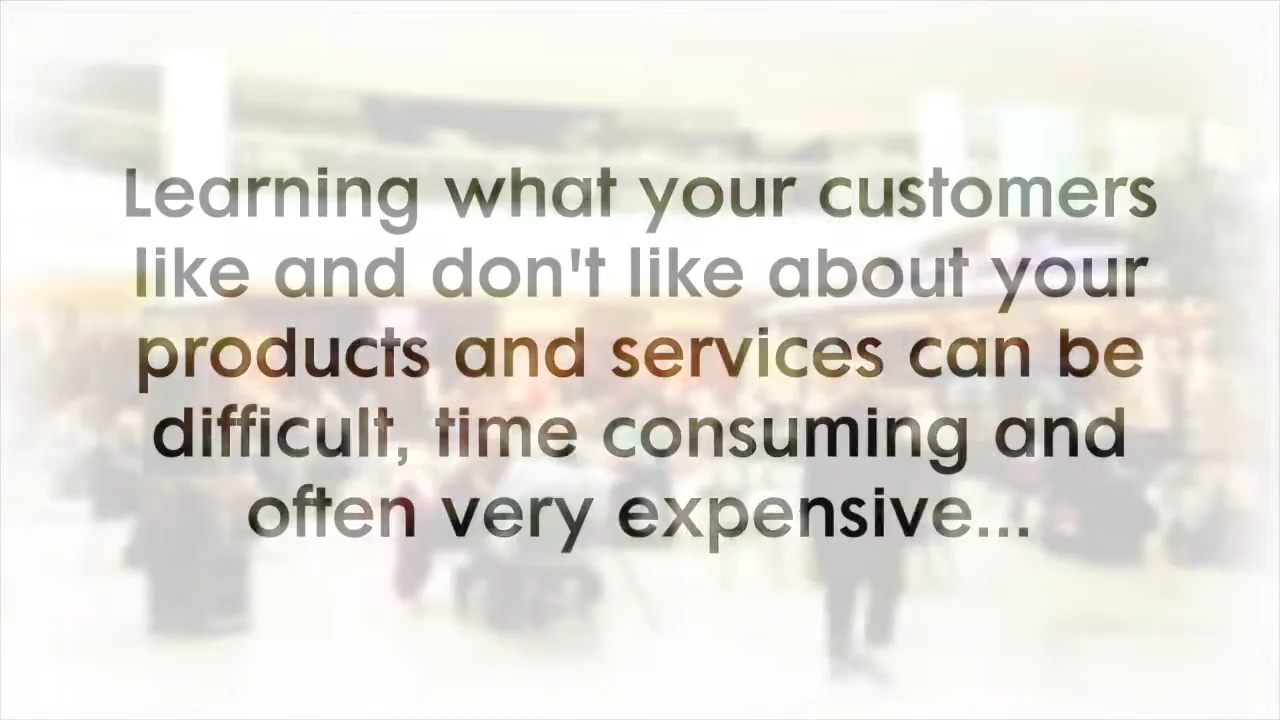 Learning what your customers
like and don't like about your
products and services can be
difficult, time consuming and
often very expensive...